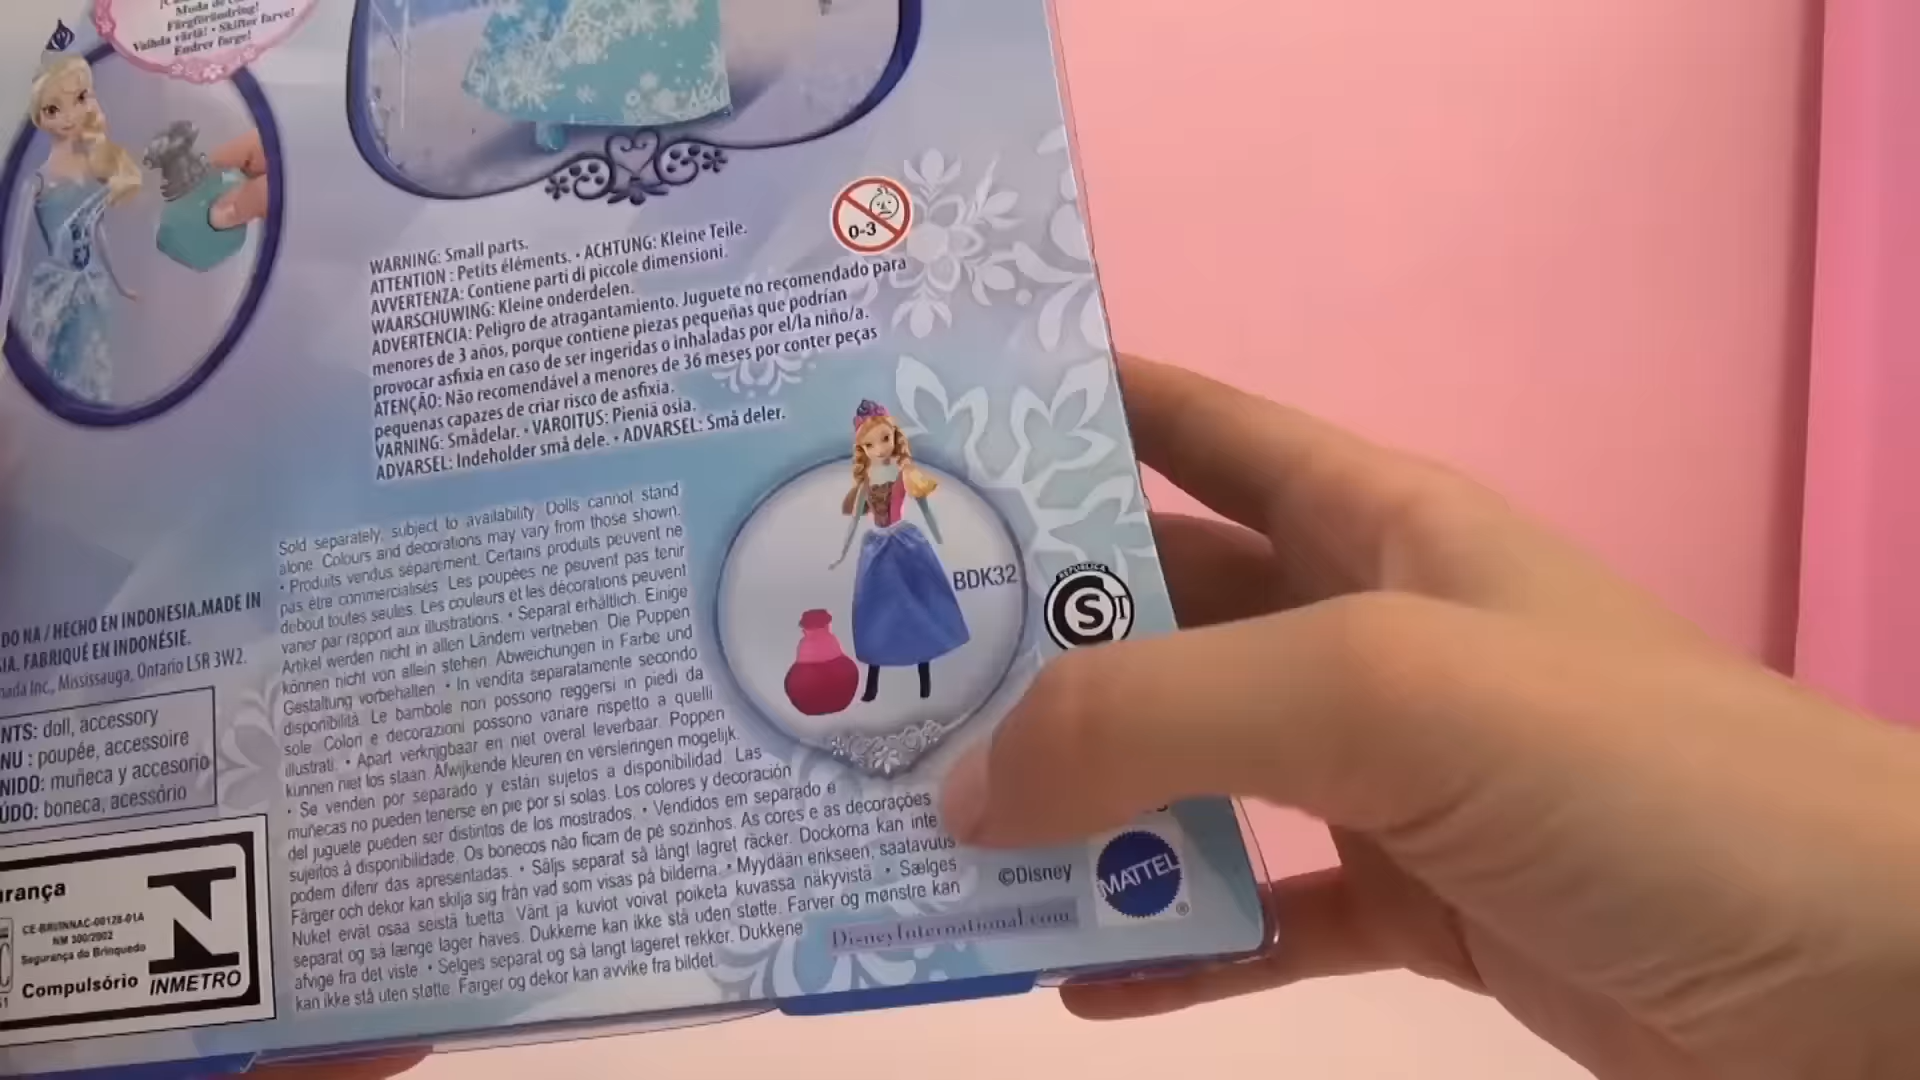 Moda de
Färgförändring!
Vaihda väriä! • Skifter farve!
Endrer farge!
0-3
WARNING: Small parts.
ATTENTION : Petits éléments. • ACHTUNG: Kleine Teile.
AVVERTENZA: Contiene parti di piccole dimensioni.
WAARSCHUWING: Kleine onderdelen.
ADVERTENCIA: Peligro de atragantamiento. Juguete no recomendado para
menores de 3 años, porque contiene piezas pequeñas que podrían
provocar asfixia en caso de ser ingeridas o inhaladas por el/la niño/a.
ATENÇÃO: Não recomendável a menores de 36 meses por conter peças
pequenas capazes de criar risco de asfixia.
VARNING: Smådelar. • VAROITUS: Pieniä osia.
ADVARSEL: Indeholder små dele. • ADVARSEL: Små deler.
BDK32
REPUBLICA
S
Sold separately, subject to availability. Dolls cannot stand
alone. Colours and decorations may vary from those shown.
• Produits vendus séparément. Certains produits peuvent ne
pas être commercialisés. Les poupées ne peuvent pas tenir
debout toutes seules. Les couleurs et les décorations peuvent
varier par rapport aux illustrations. • Separat erhältlich. Einige
Artikel werden nicht in allen Ländern vertrieben. Die Puppen
können nicht von allein stehen. Abweichungen in Farbe und
Gestaltung vorbehalten. • In vendita separatamente secondo
disponibilità. Le bambole non possono reggersi in piedi da
sole. Colori e decorazioni possono variare rispetto a quelli
illustrati. • Apart verkrijgbaar en niet overal leverbaar. Poppen
kunnen niet los staan. Afwijkende kleuren en versieringen mogelijk.
• Se venden por separado y están sujetos a disponibilidad. Las
muñecas no pueden tenerse en pie por sí solas. Los colores y decoración
del juguete pueden ser distintos de los mostrados. • Vendidos em separado e
sujeitos à disponibilidade. Os bonecos não ficam de pé sozinhos. As cores e as decorações
podem diferir das apresentadas. • Säljs separat så långt lagret räcker. Dockorna kan inte
Färger och dekor kan skilja sig från vad som visas på bilderna. • Myydään erikseen, saatavuus
Nuket eivät osaa seistä tuetta. Värit ja kuviot voivat poiketa kuvassa näkyvistä. • Sælges
separat og så længe lager haves. Dukkerne kan ikke stå uden støtte. Farver og mønstre kan
afvige fra det viste. • Selges separat og så langt lageret rekker. Dukkene
kan ikke stå uten støtte. Farger og dekor kan avvike fra bildet.
DO NA / HECHO EN INDONESIA.MADE IN
FABRIQUÉ EN INDONÉSIE.
Inc., Mississauga, Ontario L5R 3W2.
NTS: doll, accessory
NU : poupée, accessoire
NIDO: muñeca y accesorio
ÚDO: boneca, acessório
rança
NM 300/2002
Segurança do Brinquedo
Compulsório
INMETRO
©Disney
DisneyInternational.com
MATTEL
®